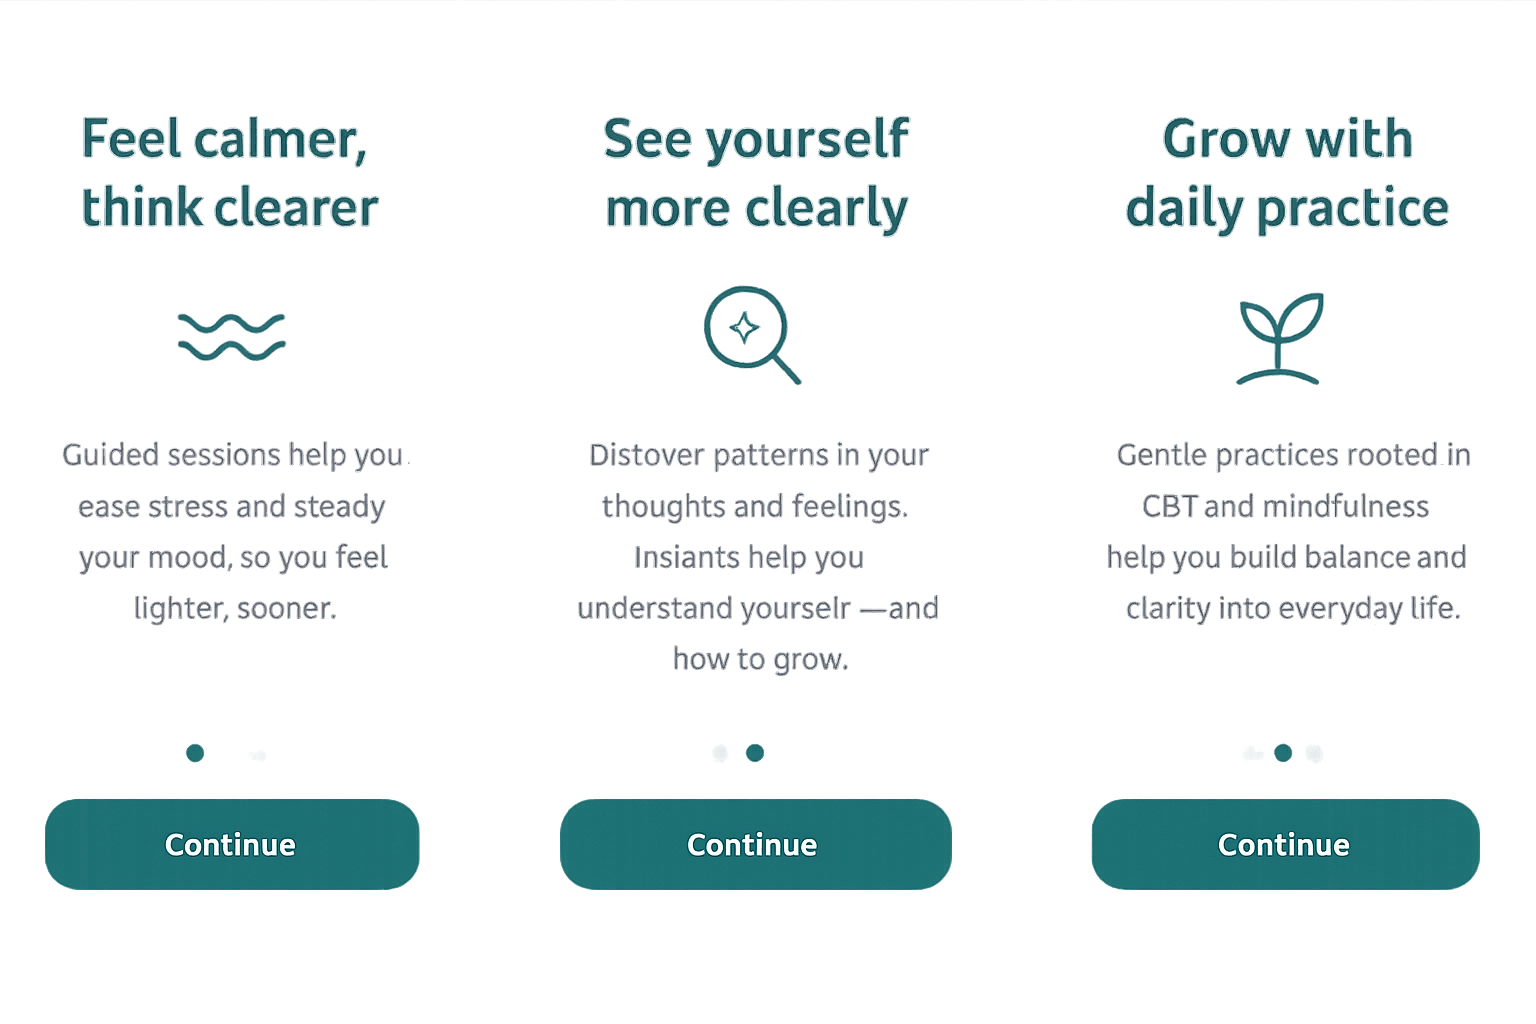 Feel calmer,
think clearer
Guided sessions help you
ease stress and steady
your mood, so you feel
lighter, sooner.
Continue
See yourself
more clearly
Distover patterns in your
thoughts and feelings.
Insiants help you
understand yourselr —and
how to grow.
Continue
Grow with
daily practice
Gentle practices rooted in
CBT and mindfulness
help you build balance and
clarity into everyday life.
Continue